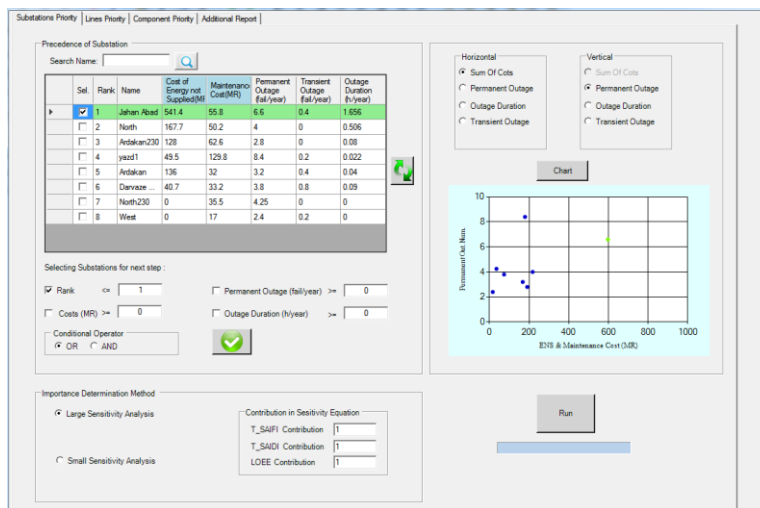 Substations Priority Lines Priority Component Priority Additional Report
Precedence of Substation
Search Name:
Sel. Rank Name Cost of Energy not Supplied(MR Maintenance Cost(MR) Permanent Outage (fail/year) Transient Outage (fail/year) Outage Duration (h/year)
1 Jahan Abad 541.4 55.8 6.6 0.4 1.656
2 North 167.7 50.2 4 0 0.506
3 Ardakan230 128 62.6 2.8 0 0.08
4 yazd1 49.5 129.8 8.4 0.2 0.022
5 Ardakan 136 32 3.2 0.4 0.04
6 Darvaze ... 40.7 33.2 3.8 0.8 0.09
7 North230 0 35.5 4.25 0 0
8 West 0 17 2.4 0.2 0
Selecting Substations for next step :
Rank <= 1 Permanent Outage (fail/year) >= 0
Costs (MR) >= 0 Outage Duration (h/year) >= 0
Conditional Operator
OR AND
Horizontal
Sum Of Cots
Permanent Outage
Outage Duration
Transient Outage
Vertical
Sum Of Cots
Permanent Outage
Outage Duration
Transient Outage
Chart
Permanent Out. Num.
10
8
6
4
2
0
0 200 400 600 800 1000
ENS & Maintenance Cost (MR)
Importance Determination Method
Large Sensitivity Analysis
Small Sensitivity Analysis
Contribution in Sesitivity Equation
T_SAIFI Contribution 1
T_SAIDI Contribution 1
LOEE Contribution 1
Run